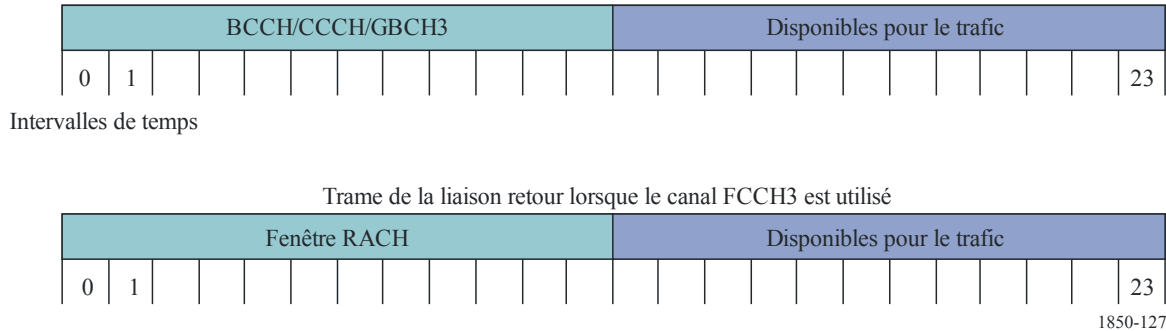 BCCH/CCCH/GBCH3 Disponibles pour le trafic
0 1 23
Intervalles de temps
Trame de la liaison retour lorsque le canal FCCH3 est utilisé
Fenêtre RACH Disponibles pour le trafic
0 1 23
1850-127